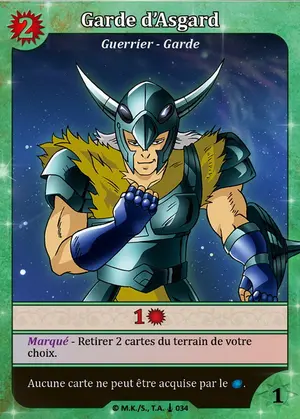 2
Garde d'Asgard
Guerrier - Garde
1
Marqué - Retirer 2 cartes du terrain de votre
choix.
Aucune carte ne peut être acquise par le .
1
© M.K./S., T.A. 034